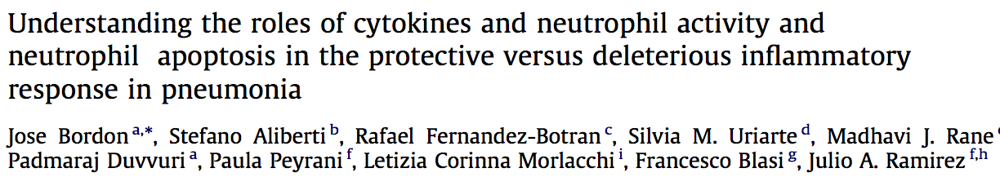 Understanding the roles of cytokines and neutrophil activity and
neutrophil apoptosis in the protective versus deleterious inflammatory
response in pneumonia
Jose Bordon a,*, Stefano Aliberti b, Rafael Fernandez-Botran c, Silvia M. Uriarte d, Madhavi J. Rane
Padmaraj Duvvuri a, Paula Peyrani f, Letizia Corinna Morlacchi i, Francesco Blasi g, Julio A. Ramirez f,h